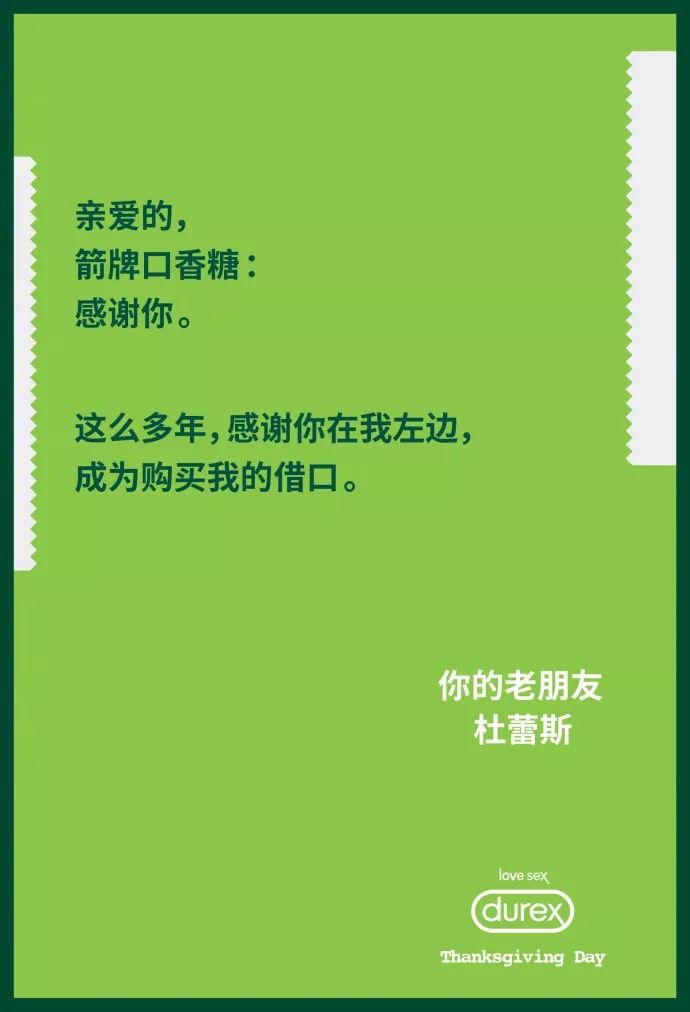 亲爱的，
箭牌口香糖：
感谢你。
这么多年，感谢你在我左边，
成为购买我的借口。
你的老朋友
杜蕾斯
love sex
durex
Thanksgiving Day